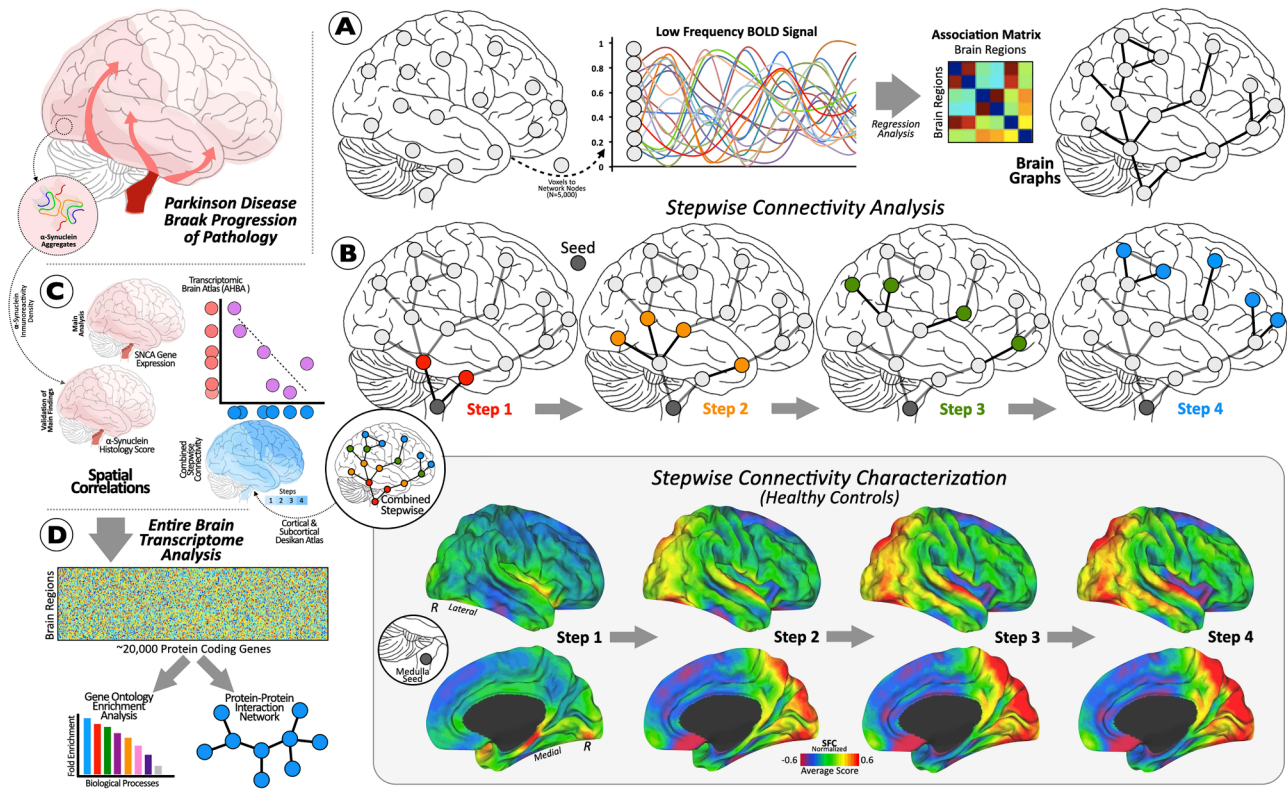 Parkinson Disease
Braak Progression
of Pathology
α-Synuclein
Aggregates
A
Low Frequency BOLD Signal
1
0.8
0.6
0.4
0.2
0
Voxels to
Network Nodes
(N=5,000)
Regression
Analysis
Association Matrix
Brain Regions
Brain Regions
Brain
Graphs
Stepwise Connectivity Analysis
B
Seed
Step 1
Step 2
Step 3
Step 4
C
α-Synuclein
Immunoreactivity
Density
Main
Analysis
SNCA Gene
Expression
Validation of
Main Findings
α-Synuclein
Histology Score
Spatial
Correlations
Transcriptomic
Brain Atlas (AHBA)
Combined
Stepwise
Connectivity
Steps
1 2 3 4
Cortical &
Subcortical
Desikan Atlas
Combined
Stepwise
D
Entire Brain
Transcriptome
Analysis
Brain Regions
~20,000 Protein Coding Genes
Gene Ontology
Enrichment
Analysis
Fold Enrichment
Biological Processes
Protein-Protein
Interaction
Network
Stepwise Connectivity Characterization
(Healthy Controls)
R
Lateral
Medulla
Seed
Step 1
Step 2
Step 3
Step 4
Medial
R
SFC
Normalized
-0.6
0.6
Average Score